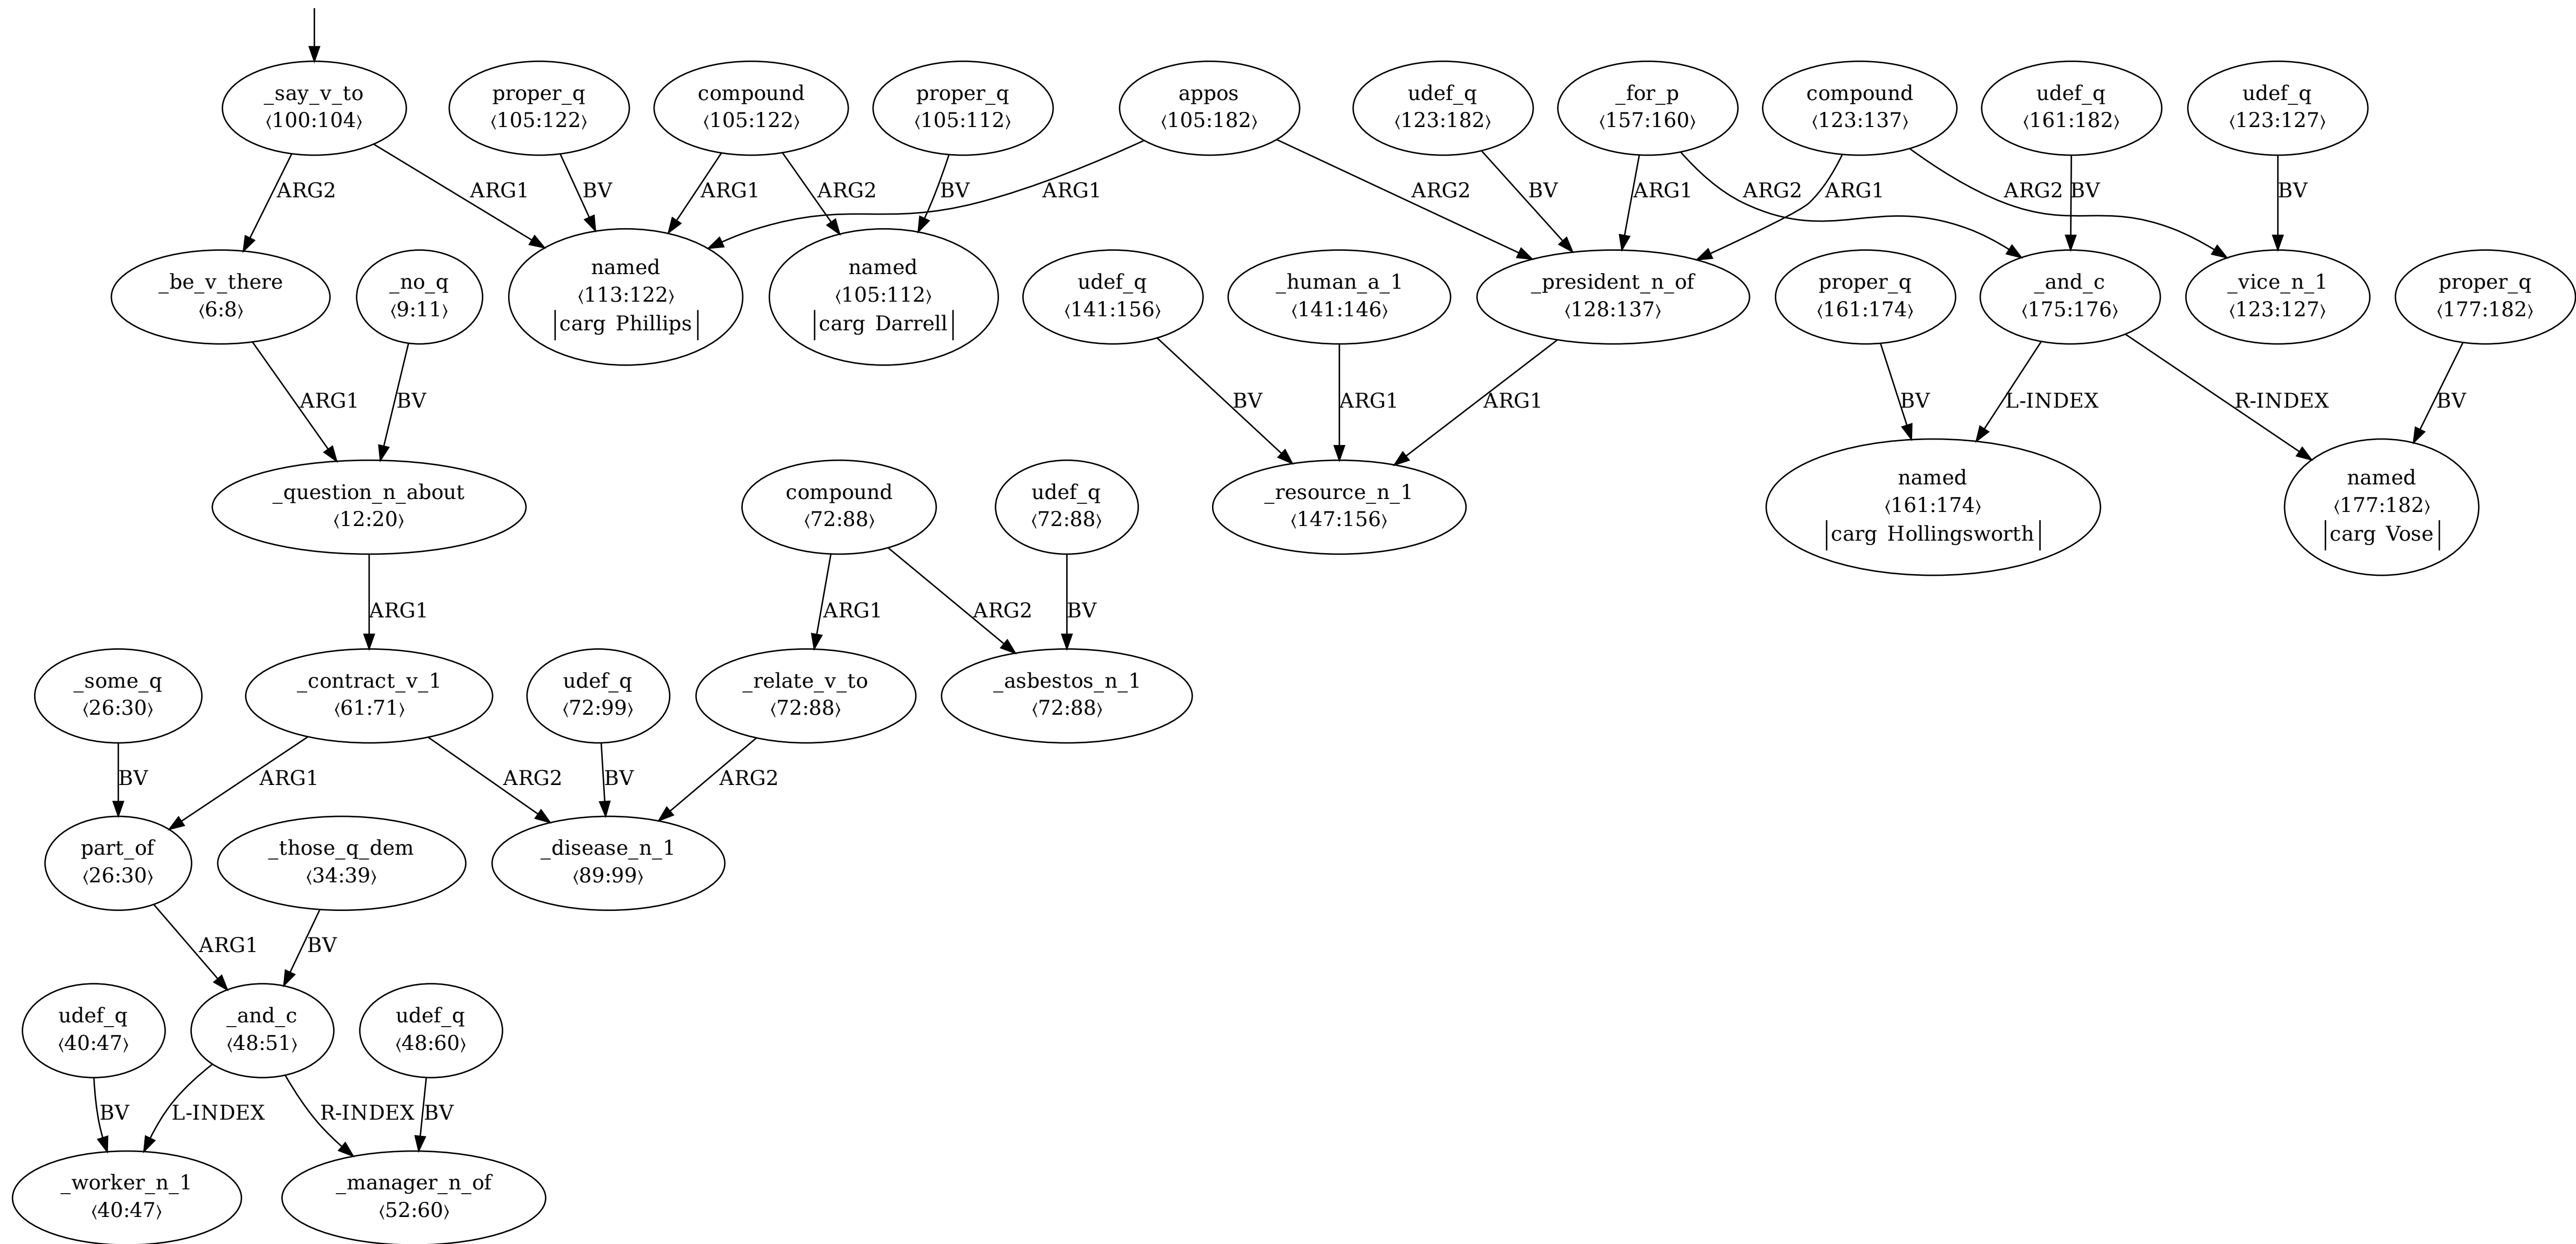 _say_v_to
⟨100:104⟩
proper_q
⟨105:122⟩
compound
⟨105:122⟩
proper_q
⟨105:112⟩
appos
⟨105:182⟩
udef_q
⟨123:182⟩
_for_p
⟨157:160⟩
compound
⟨123:137⟩
udef_q
⟨161:182⟩
udef_q
⟨123:127⟩
ARG2
ARG1
BV
ARG1
ARG2
BV
ARG1
ARG2
BV
ARG1
ARG2
ARG1
ARG2
BV
BV
_be_v_there
⟨6:8⟩
_no_q
⟨9:11⟩
named
⟨113:122⟩
|carg Phillips|
named
⟨105:112⟩
|carg Darrell|
udef_q
⟨141:156⟩
_human_a_1
⟨141:146⟩
_president_n_of
⟨128:137⟩
proper_q
⟨161:174⟩
_and_c
⟨175:176⟩
_vice_n_1
⟨123:127⟩
proper_q
⟨177:182⟩
ARG1
BV
BV
ARG1
ARG1
BV
L-INDEX
R-INDEX
BV
_question_n_about
⟨12:20⟩
compound
⟨72:88⟩
udef_q
⟨72:88⟩
_resource_n_1
⟨147:156⟩
named
⟨161:174⟩
|carg Hollingsworth|
named
⟨177:182⟩
|carg Vose|
ARG1
ARG1
ARG2
BV
_some_q
⟨26:30⟩
_contract_v_1
⟨61:71⟩
udef_q
⟨72:99⟩
_relate_v_to
⟨72:88⟩
_asbestos_n_1
⟨72:88⟩
BV
ARG1
ARG2
BV
ARG2
part_of
⟨26:30⟩
_those_q_dem
⟨34:39⟩
_disease_n_1
⟨89:99⟩
ARG1
BV
udef_q
⟨40:47⟩
_and_c
⟨48:51⟩
udef_q
⟨48:60⟩
BV
L-INDEX
R-INDEX
BV
_worker_n_1
⟨40:47⟩
_manager_n_of
⟨52:60⟩